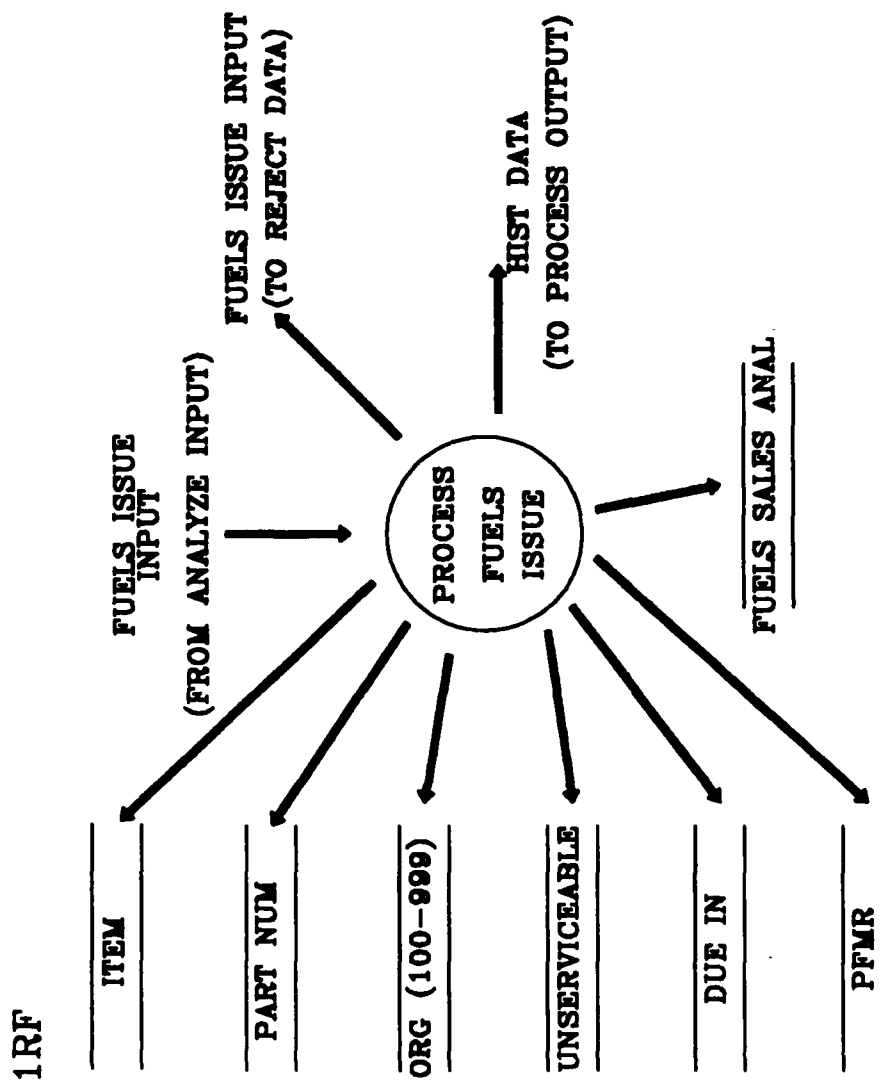 1RF
FUELS ISSUE
INPUT
(FROM ANALYZE INPUT)
FUELS ISSUE INPUT
(TO REJECT DATA)
ITEM
PART NUM
ORG (100-999)
UNSERVICEABLE
DUE IN
PFMR
PROCESS
FUELS
ISSUE
HIST DATA
(TO PROCESS OUTPUT)
FUELS SALES ANAL